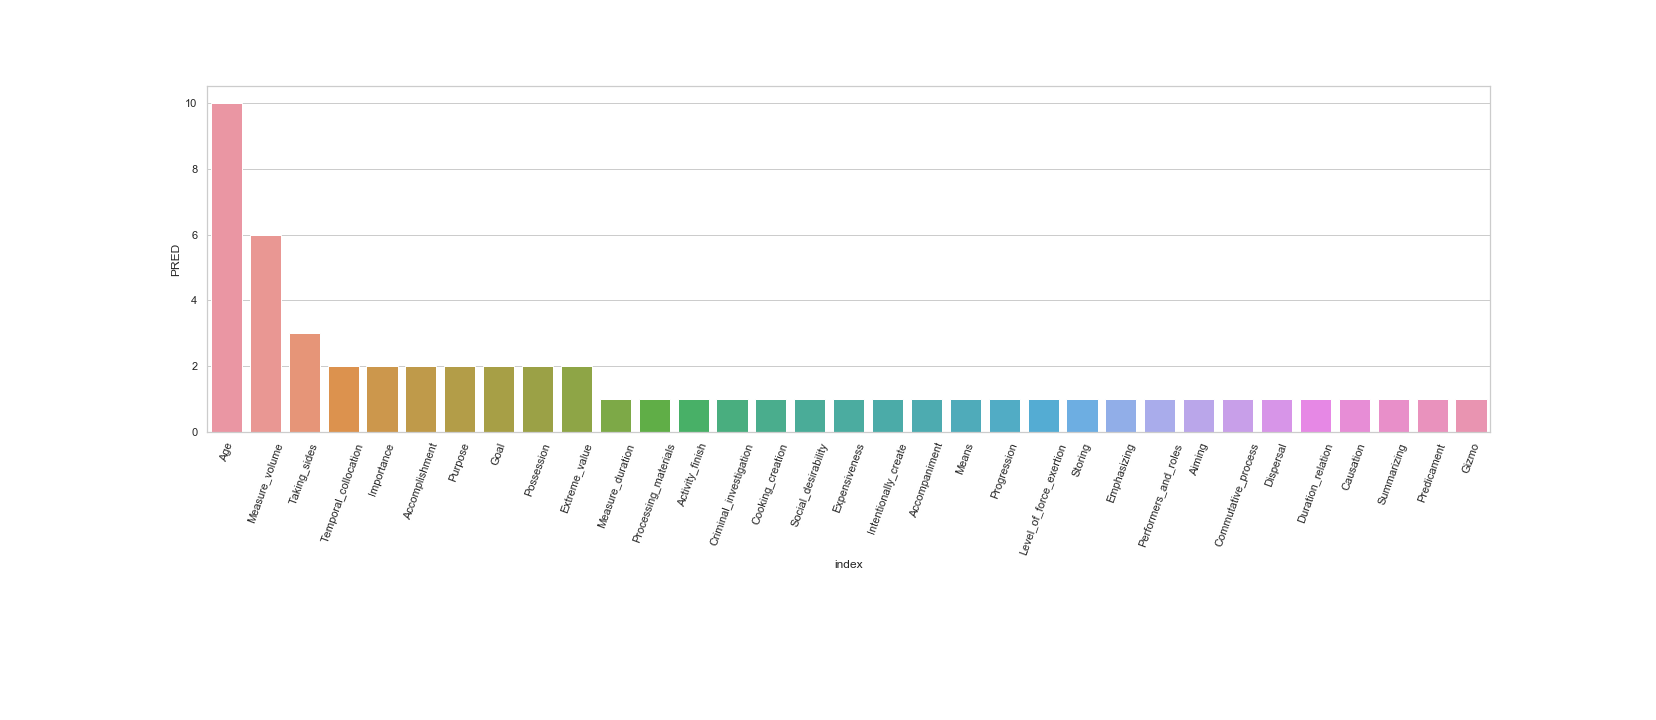 10
8
6
4
2
0
PRED
Age
Measure_volume
Taking_sides
Temporal_collocation
Importance
Accomplishment
Purpose
Goal
Possession
Extreme_value
Measure_duration
Processing_materials
Activity_finish
Criminal_investigation
Cooking_creation
Social_desirability
Expensiveness
Intentionally_create
Accompaniment
Means
Progression
Level_of_force_exertion
Storing
Emphasizing
Performers_and_roles
Aiming
Commutative_process
Dispersal
Duration_relation
Causation
Summarizing
Predicament
Gizmo
index